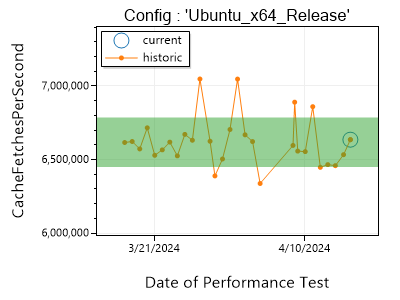 Config : 'Ubuntu_x64_Release'
current
historic
CacheFetchesPerSecond
7,000,000
6,500,000
6,000,000
3/21/2024
4/10/2024
Date of Performance Test